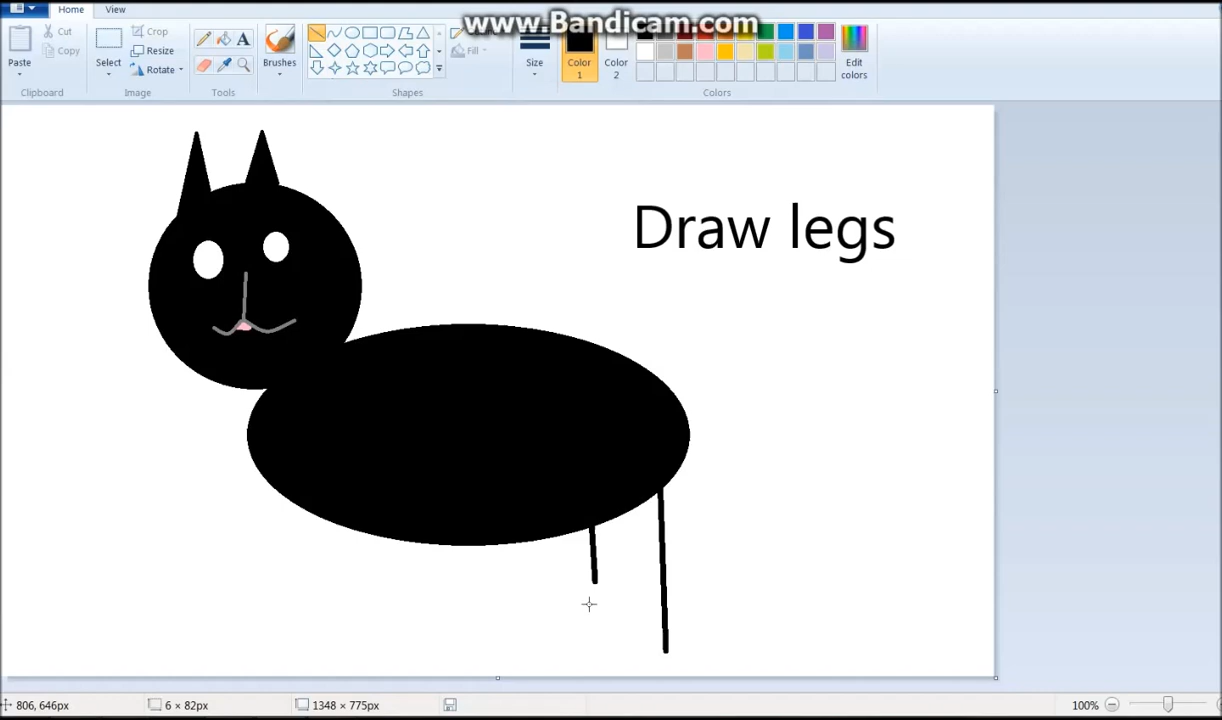 www.Bandicam.com
Home View
Paste
Cut
Copy
Clipboard
Select
Crop
Resize
Rotate
Image
Tools
Brushes
Fill
Shapes
Size
Color 1
Color 2
Edit colors
Colors
Draw legs
806, 646px
6 × 82px
1348 × 775px
100%